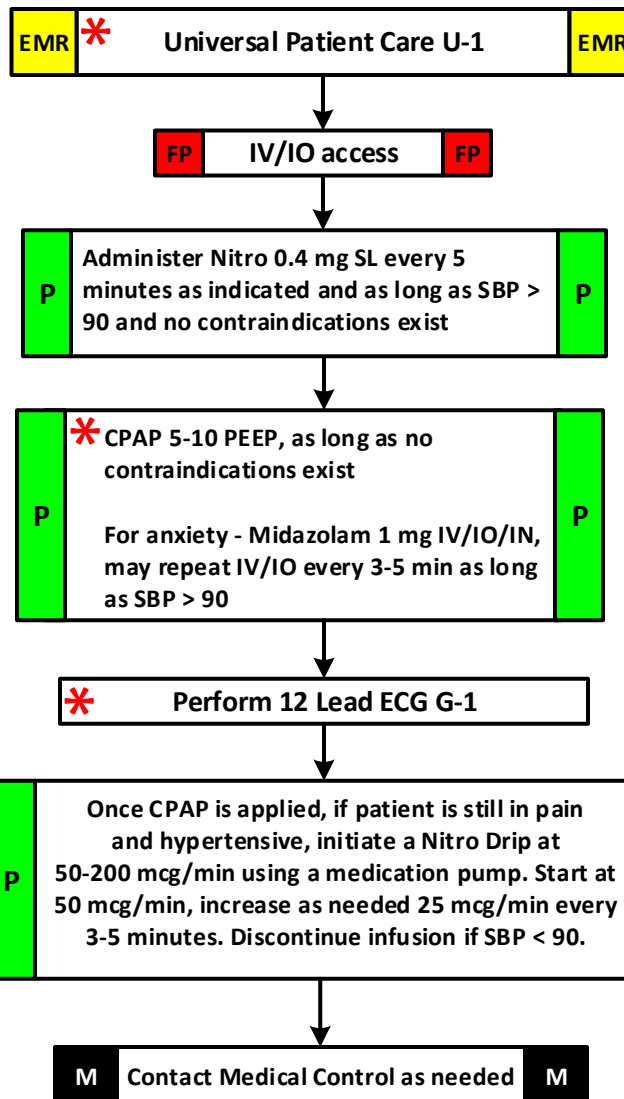 EMR * Universal Patient Care U-1 EMR
FP IV/IO access FP
Administer Nitro 0.4 mg SL every 5
P minutes as indicated and as long as SBP > P
90 and no contraindications exist
* CPAP 5-10 PEEP, as long as no
contraindications exist
P P
For anxiety - Midazolam 1 mg IV/IO/IN,
may repeat IV/IO every 3-5 min as long
as SBP > 90
* Perform 12 Lead ECG G-1
Once CPAP is applied, if patient is still in pain
and hypertensive, initiate a Nitro Drip at
P 50-200 mcg/min using a medication pump. Start at
50 mcg/min, increase as needed 25 mcg/min every
3-5 minutes. Discontinue infusion if SBP < 90.
M Contact Medical Control as needed M